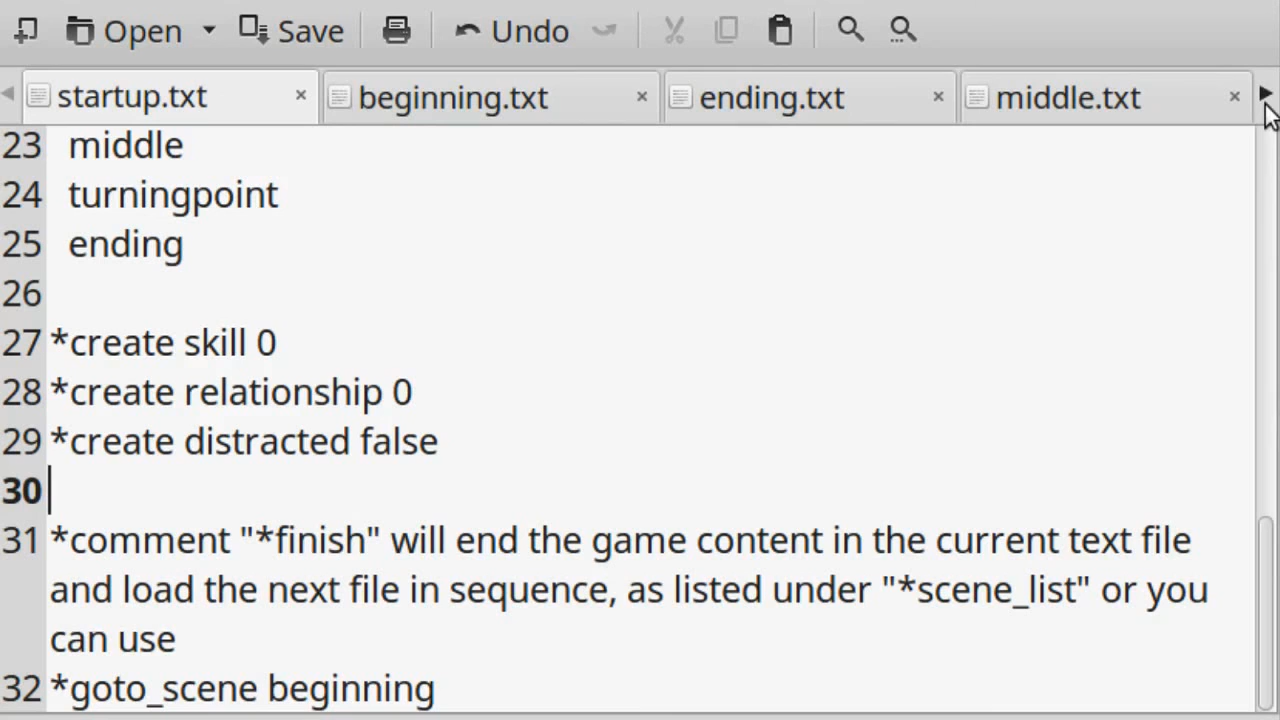 Open Save Undo
startup.txt beginning.txt ending.txt middle.txt
23 middle
24 turningpoint
25 ending
26
27 *create skill 0
28 *create relationship 0
29 *create distracted false
30
31 *comment "*finish" will end the game content in the current text file
and load the next file in sequence, as listed under "*scene_list" or you
can use
32 *goto_scene beginning